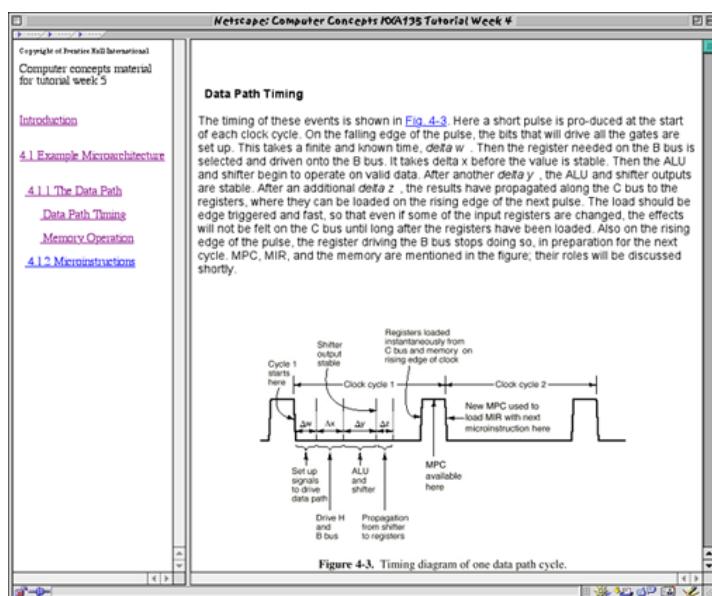 Netscape: Computer Concepts KXA135 Tutorial Week 4
Copyright of Prentice Hall International
Computer concepts material
for tutorial week 5
Introduction
4.1 Example Microarchitecture
4.1.1 The Data Path
Data Path Timing
Memory Operation
4.1.2 Microinstructions
Data Path Timing
The timing of these events is shown in Fig. 4-3. Here a short pulse is pro-duced at the start
of each clock cycle. On the falling edge of the pulse, the bits that will drive all the gates are
set up. This takes a finite and known time, delta w . Then the register needed on the B bus is
selected and driven onto the B bus. It takes delta x before the value is stable. Then the ALU
and shifter begin to operate on valid data. After another delta y , the ALU and shifter outputs
are stable. After an additional delta z , the results have propagated along the C bus to the
registers, where they can be loaded on the rising edge of the next pulse. The load should be
edge triggered and fast, so that even if some of the input registers are changed, the effects
will not be felt on the C bus until long after the registers have been loaded. Also on the rising
edge of the pulse, the register driving the B bus stops doing so, in preparation for the next
cycle. MPC, MIR, and the memory are mentioned in the figure; their roles will be discussed
shortly.
Registers loaded
instantaneously from
C bus and memory on
rising edge of clock
Shifter
output
stable
Cycle 1
starts
here
Clock cycle 1
Clock cycle 2
New MPC used to
load MIR with next
microinstruction here
Δw
Δx
Δy
Δz
Set up
signals
to drive
data path
ALU
and
shifter
MPC
available
here
Drive H
and
B bus
Propagation
from shifter
to registers
Figure 4-3. Timing diagram of one data path cycle.